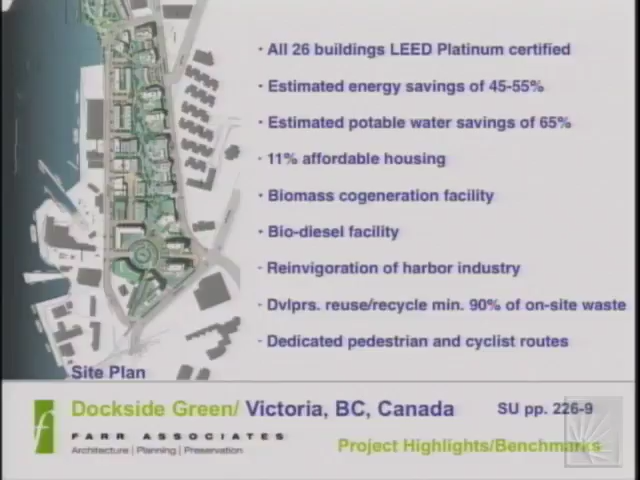 · All 26 buildings LEED Platinum certified
· Estimated energy savings of 45-55%
· Estimated potable water savings of 65%
· 11% affordable housing
· Biomass cogeneration facility
· Bio-diesel facility
· Reinvigoration of harbor industry
· Dvlprs. reuse/recycle min. 90% of on-site waste
· Dedicated pedestrian and cyclist routes
Site Plan
Dockside Green/ Victoria, BC, Canada SU pp. 226-9
f FARR ASSOCIATES
Architecture | Planning | Preservation
Project Highlights/Benchmarks